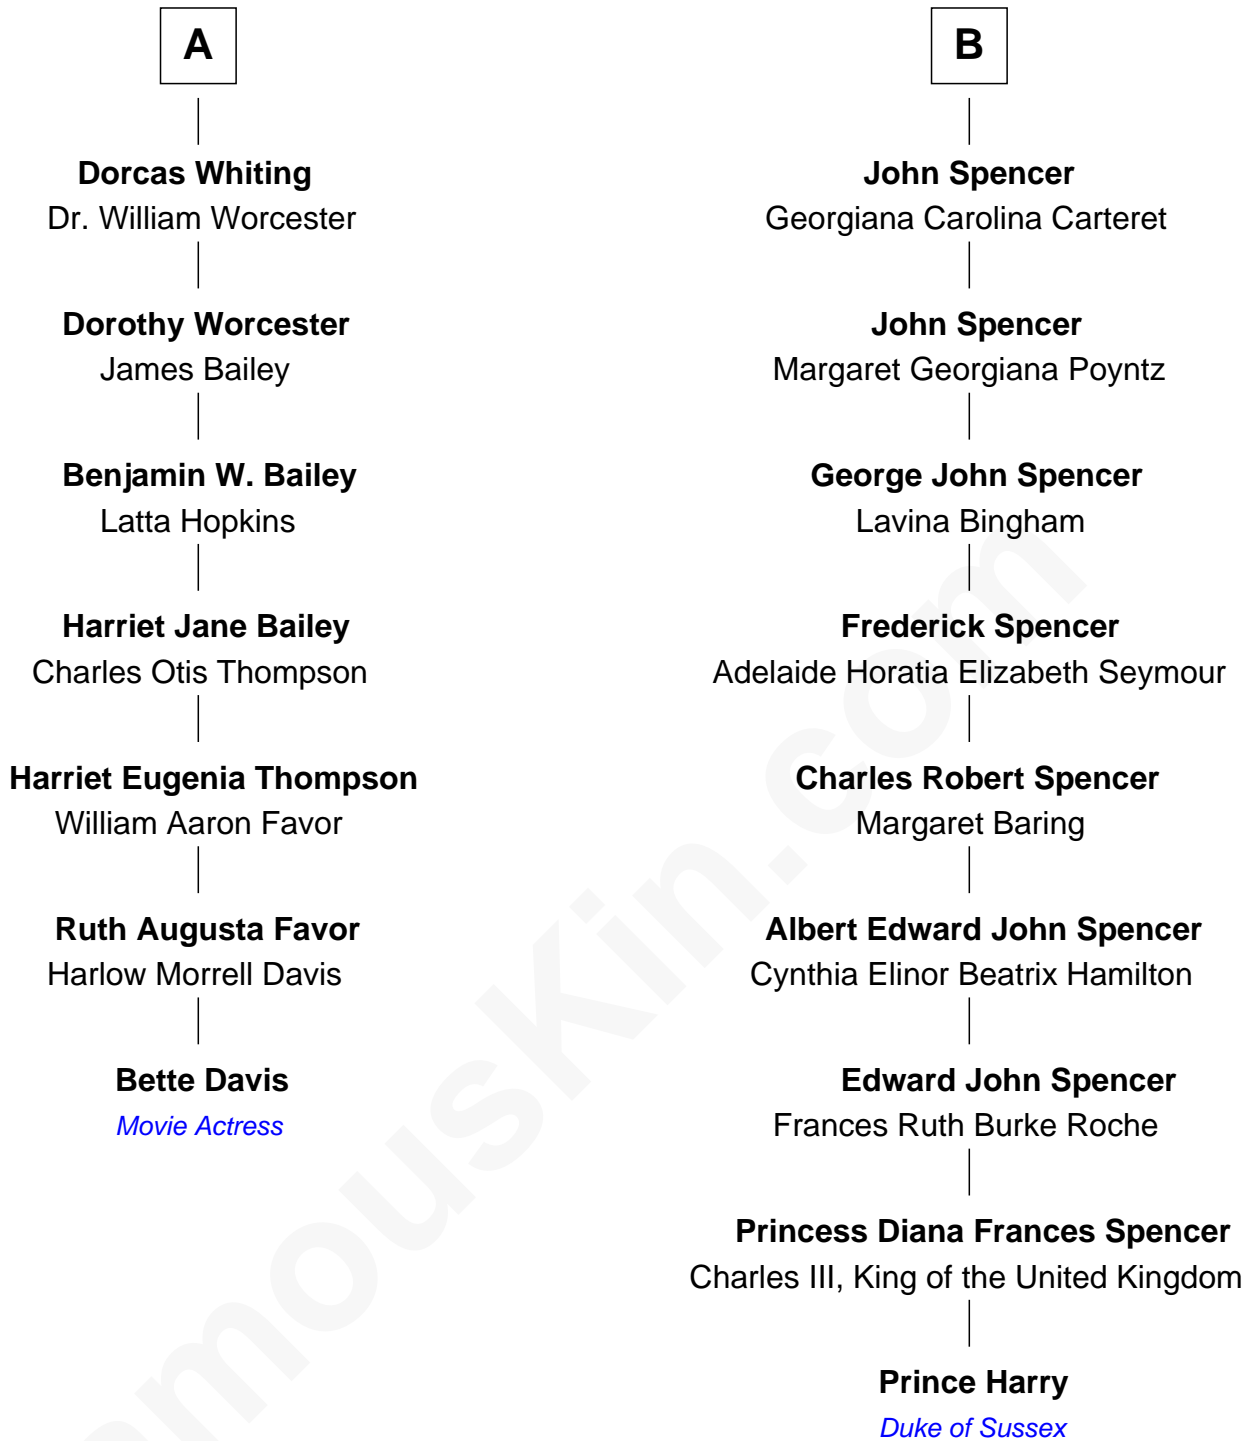 A
Dorcas Whiting
Dr. William Worcester
Dorothy Worcester
James Bailey
Benjamin W. Bailey
Latta Hopkins
Harriet Jane Bailey
Charles Otis Thompson
Harriet Eugenia Thompson
William Aaron Favor
Ruth Augusta Favor
Harlow Morrell Davis
Bette Davis
Movie Actress
B
John Spencer
Georgiana Carolina Carteret
John Spencer
Margaret Georgiana Poyntz
George John Spencer
Lavina Bingham
Frederick Spencer
Adelaide Horatia Elizabeth Seymour
Charles Robert Spencer
Margaret Baring
Albert Edward John Spencer
Cynthia Elinor Beatrix Hamilton
Edward John Spencer
Frances Ruth Burke Roche
Princess Diana Frances Spencer
Charles III, King of the United Kingdom
Prince Harry
Duke of Sussex
amousKin.com